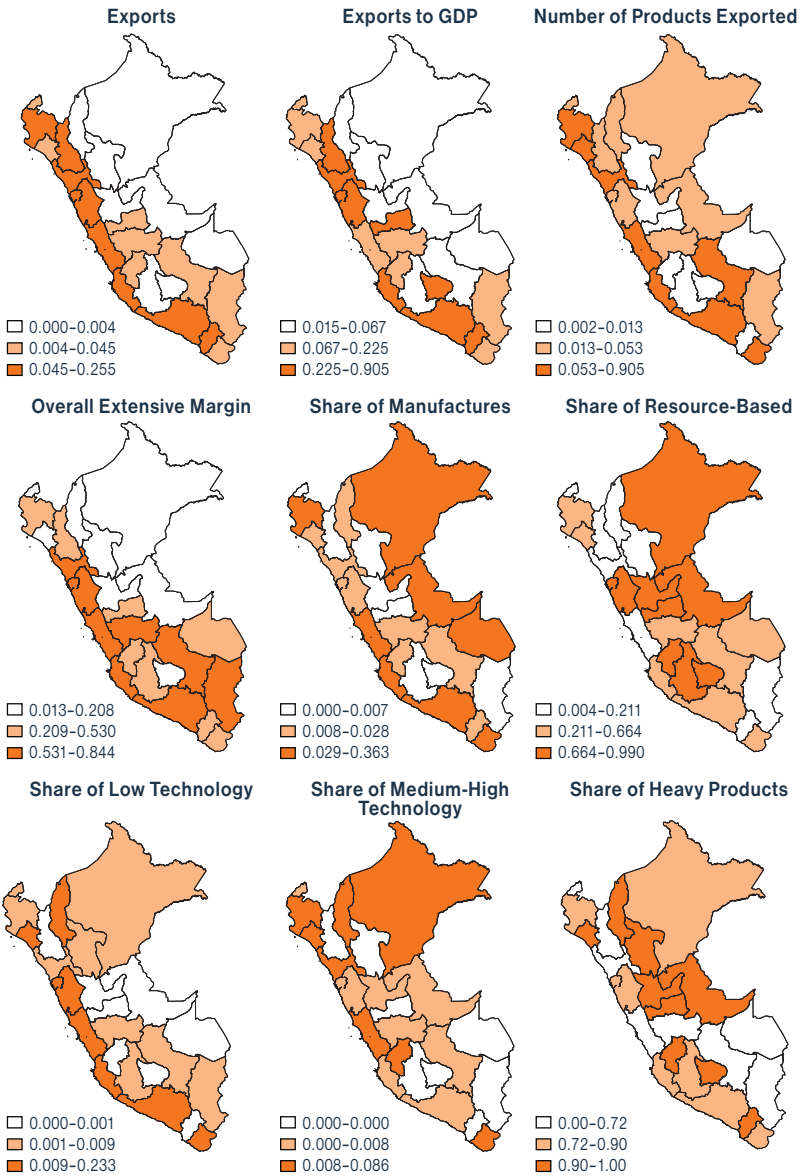 Exports
Exports to GDP
Number of Products Exported
0.000–0.004
0.004–0.045
0.045–0.255
0.015–0.067
0.067–0.225
0.225–0.905
0.002–0.013
0.013–0.053
0.053–0.905
Overall Extensive Margin
Share of Manufactures
Share of Resource-Based
0.013–0.208
0.209–0.530
0.531–0.844
0.000–0.007
0.008–0.028
0.029–0.363
0.004–0.211
0.211–0.664
0.664–0.990
Share of Low Technology
Share of Medium-High
Technology
Share of Heavy Products
0.000–0.001
0.001–0.009
0.009–0.233
0.000–0.000
0.000–0.008
0.008–0.086
0.00–0.72
0.72–0.90
0.90–1.00